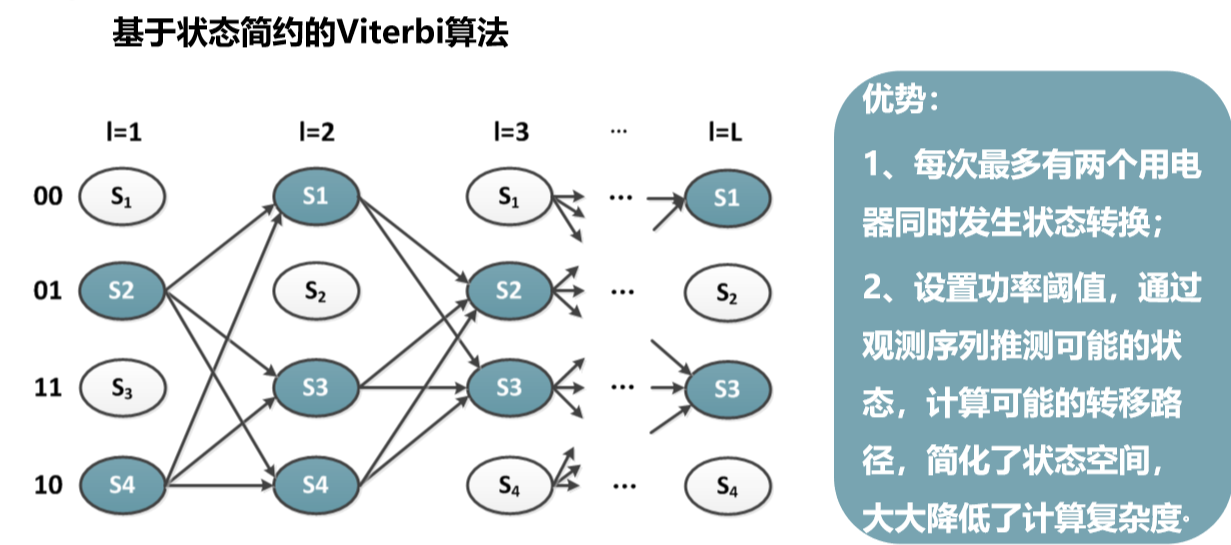 基于状态简约的Viterbi算法
l=1 l=2 l=3 ... l=L
00 S₁ S1 S₁ ... S1
01 S2 S₂ S2 ... S₂
11 S₃ S3 S3 ... S3
10 S4 S4 S₄ ... S₄
优势：
1、每次最多有两个用电
器同时发生状态转换；
2、设置功率阈值，通过
观测序列推测可能的状
态，计算可能的转移路
径，简化了状态空间，
大大降低了计算复杂度。